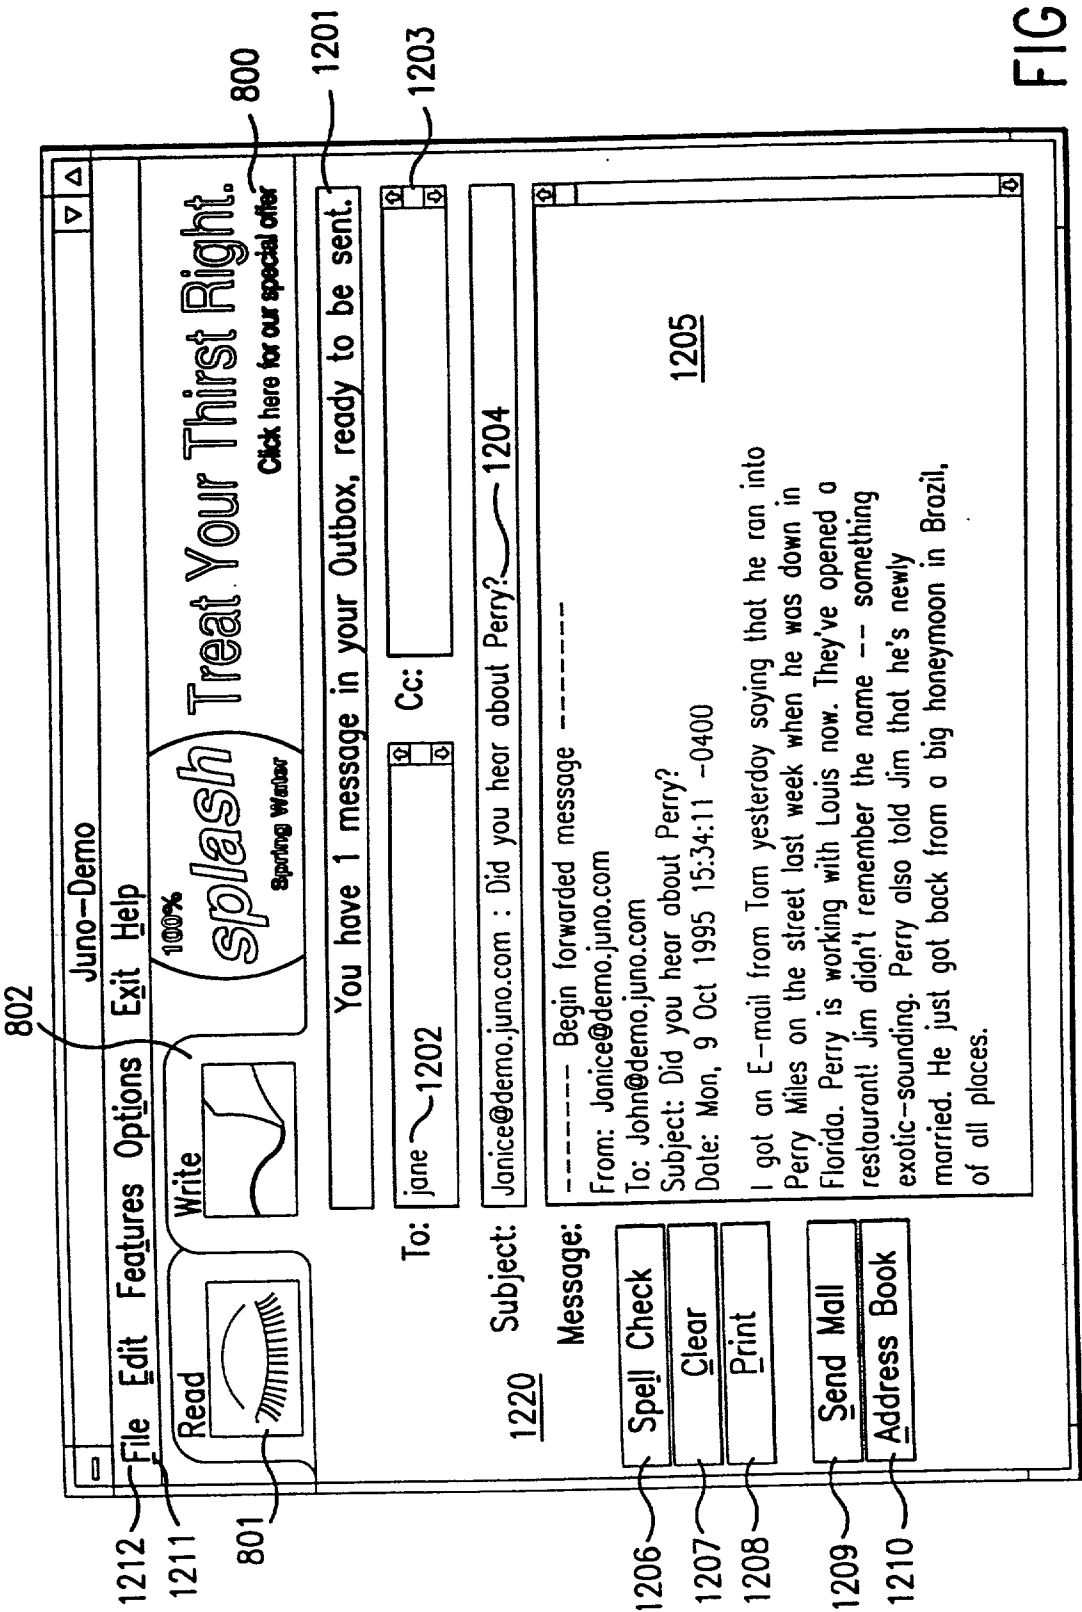 802
Juno-Demo
1212
File Edit Features Options Exit Help
1211
Read
Write
801
100%
splash
Spring Water
Treat Your Thirst Right.
Click here for our special offer
800
You have 1 message in your Outbox, ready to be sent.
1201
To: jane 1202
Cc:
1203
1220
Subject: Janice@demo.juno.com : Did you hear about Perry? 1204
Message: ------- Begin forwarded message -------
From: Janice@demo.juno.com
To: John@demo.juno.com
Subject: Did you hear about Perry?
Date: Mon, 9 Oct 1995 15:34:11 -0400
1205
I got an E-mail from Tom yesterday saying that he ran into
Perry Miles on the street last week when he was down in
Florida. Perry is working with Louis now. They've opened a
restaurant! Jim didn't remember the name -- something
exotic-sounding. Perry also told Jim that he's newly
married. He just got back from a big honeymoon in Brazil,
of all places.
1206 Spell Check
1207 Clear
1208 Print
1209 Send Mail
1210 Address Book
FIG